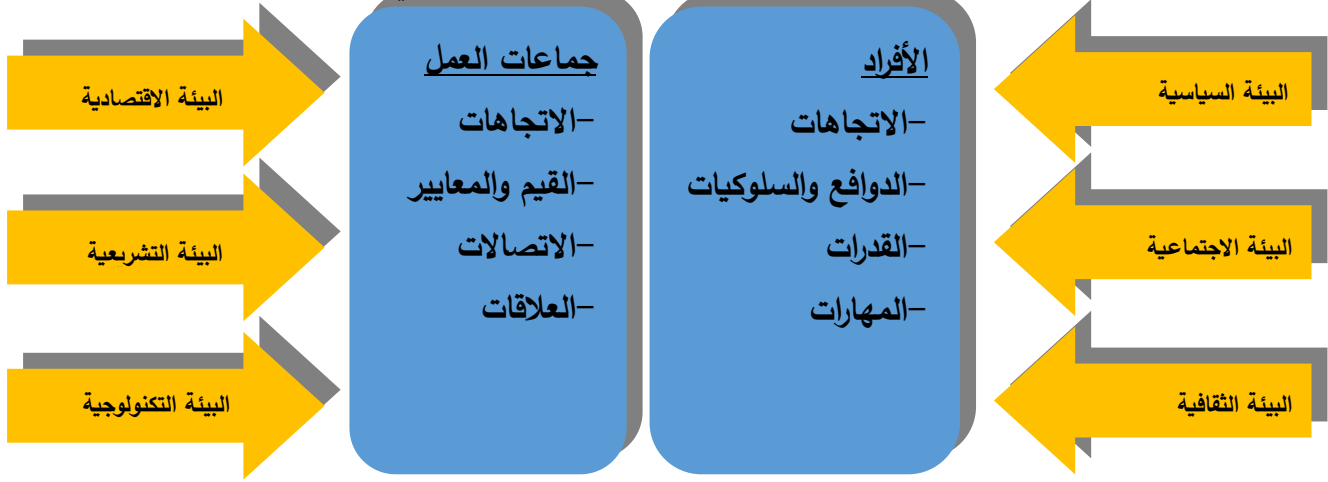 البيئة السياسية
البيئة الاجتماعية
البيئة الثقافية
الأفراد
-الاتجاهات
-الدوافع والسلوكيات
-القدرات
-المهارات
جماعات العمل
-الاتجاهات
-القيم والمعايير
-الاتصالات
-العلاقات
البيئة الاقتصادية
البيئة التشريعية
البيئة التكنولوجية